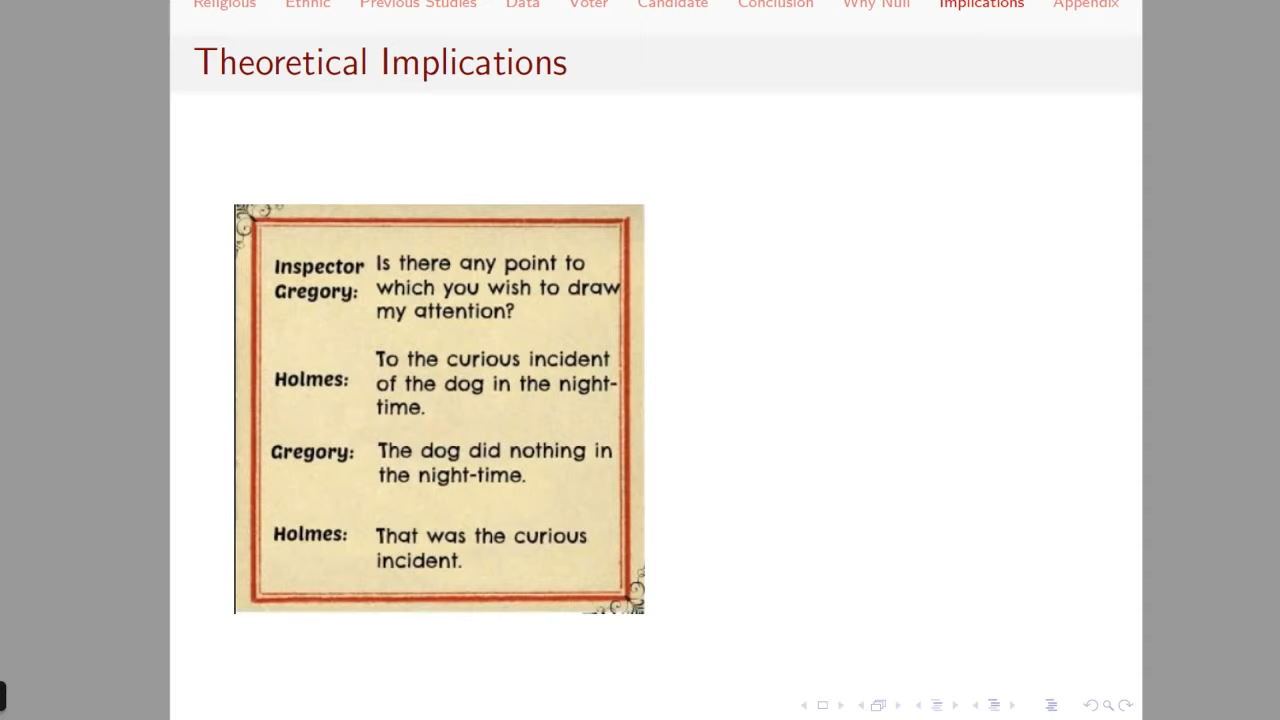 Religious Ethnic Previous Studies Data Voter Candidate Conclusion Why Null Implications Appendix
Theoretical Implications
Inspector Gregory: Is there any point to
which you wish to draw
my attention?
Holmes: To the curious incident
of the dog in the night-
time.
Gregory: The dog did nothing in
the night-time.
Holmes: That was the curious
incident.